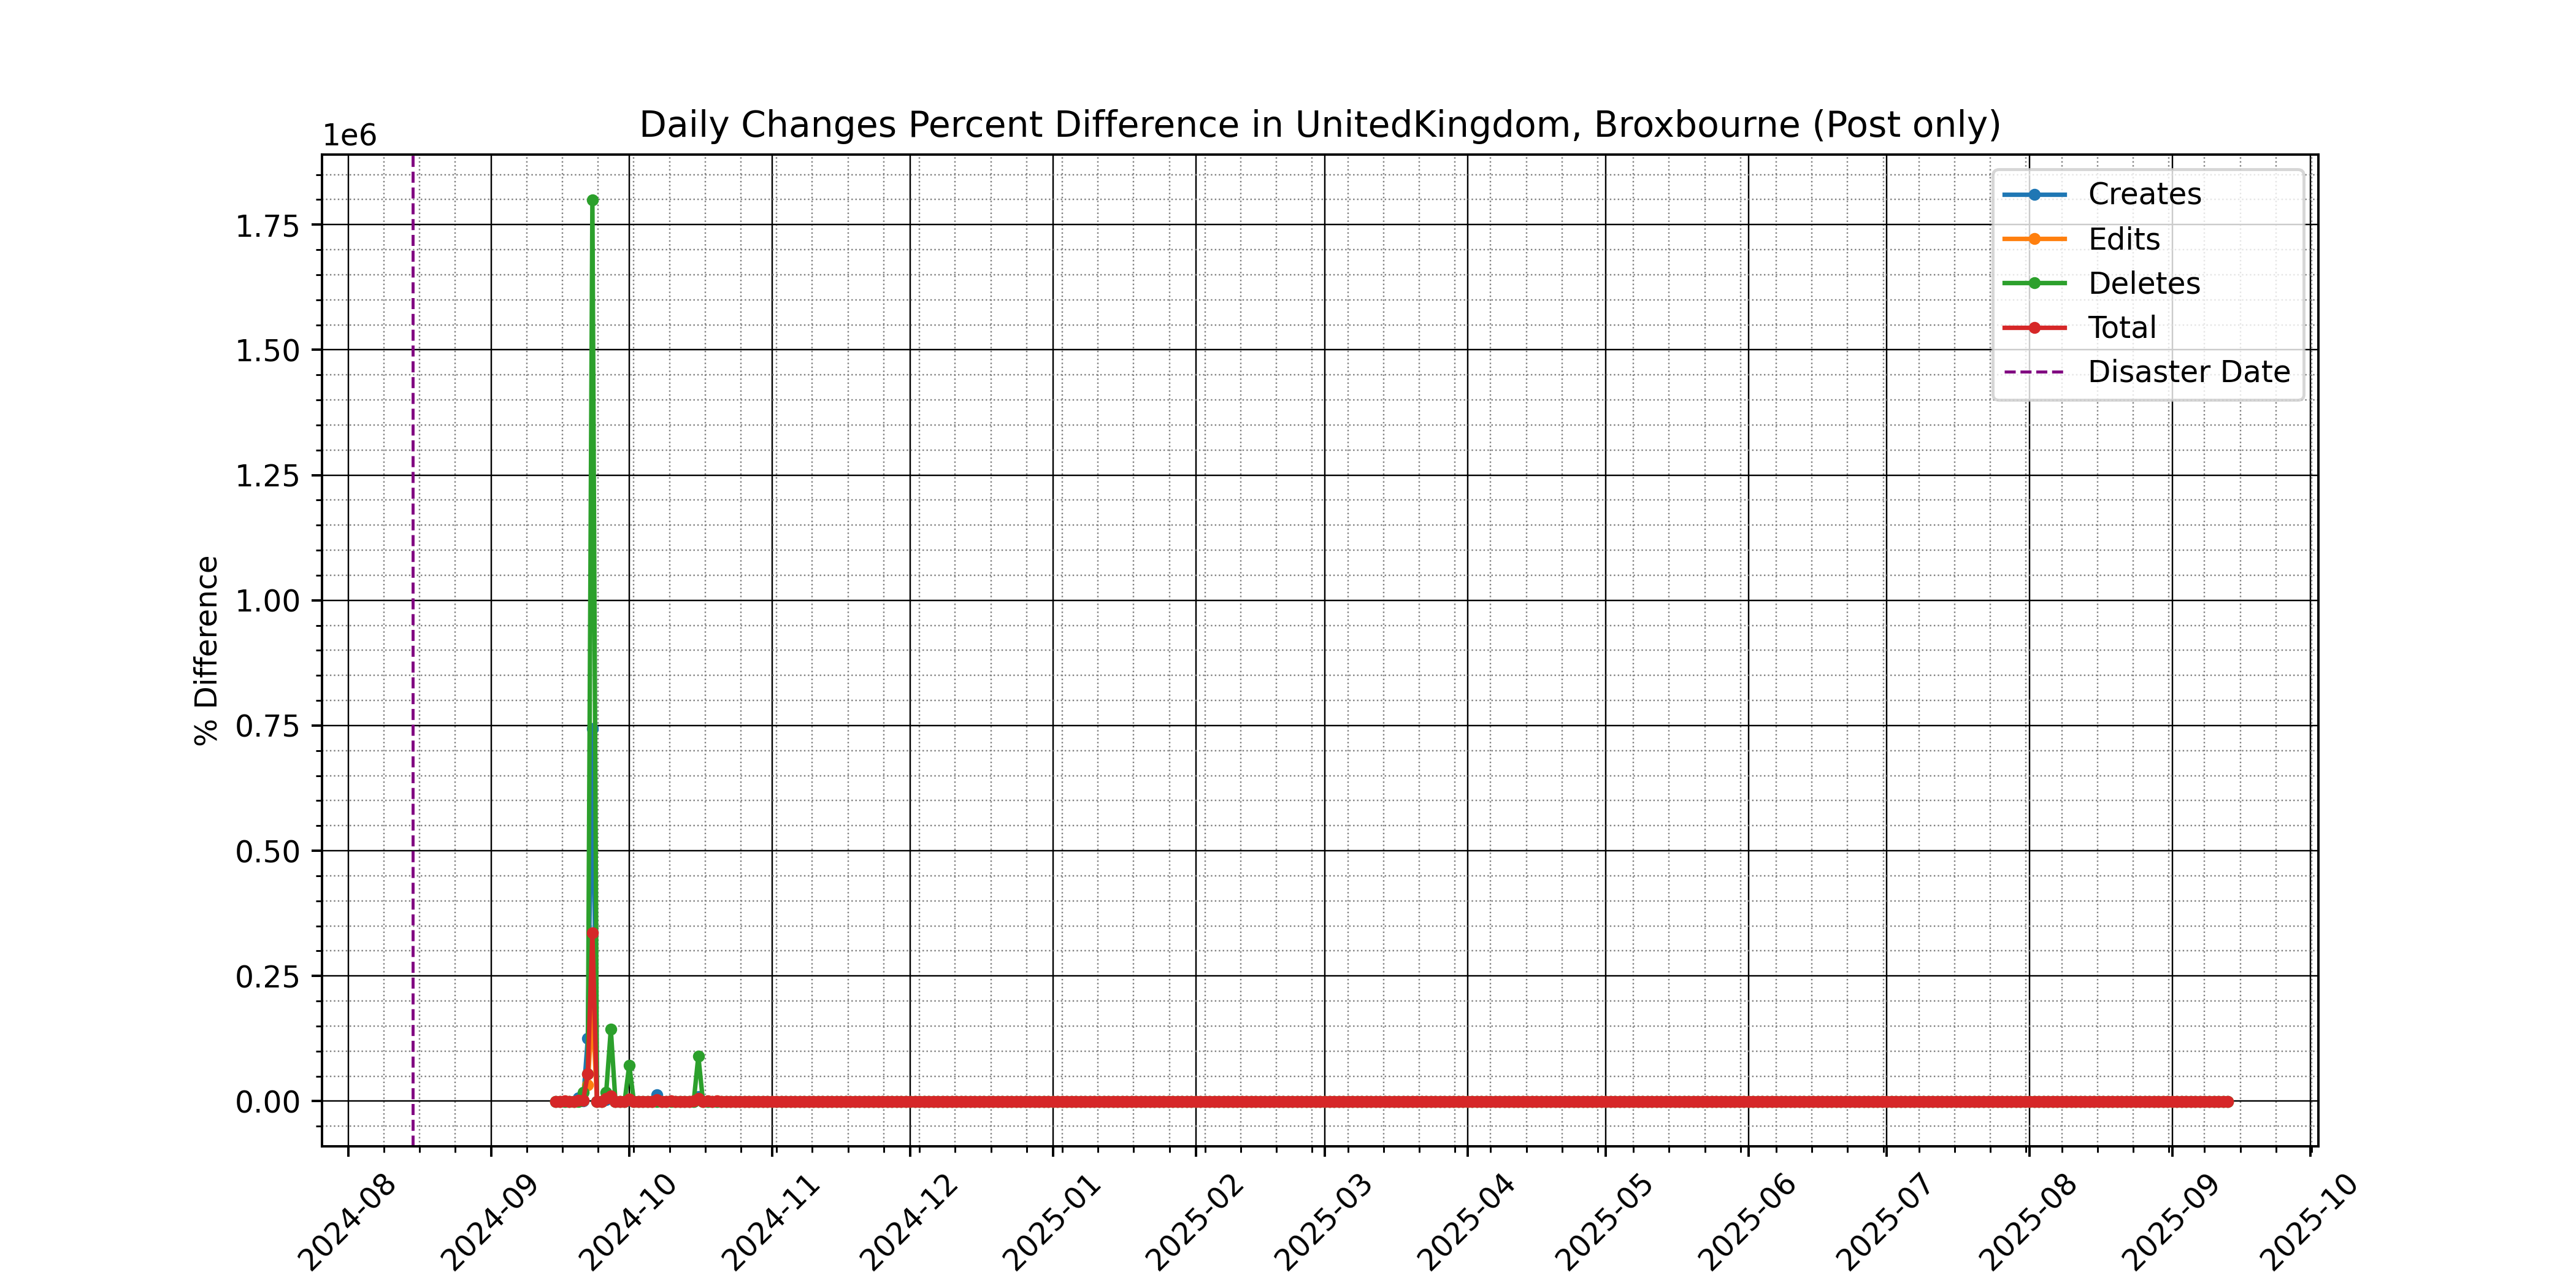 Daily Changes Percent Difference in UnitedKingdom, Broxbourne (Post only)
1e6
Creates
Edits
Deletes
Total
Disaster Date
% Difference
1.75
1.50
1.25
1.00
0.75
0.50
0.25
0.00
2024-08
2024-09
2024-10
2024-11
2024-12
2025-01
2025-02
2025-03
2025-04
2025-05
2025-06
2025-07
2025-08
2025-09
2025-10